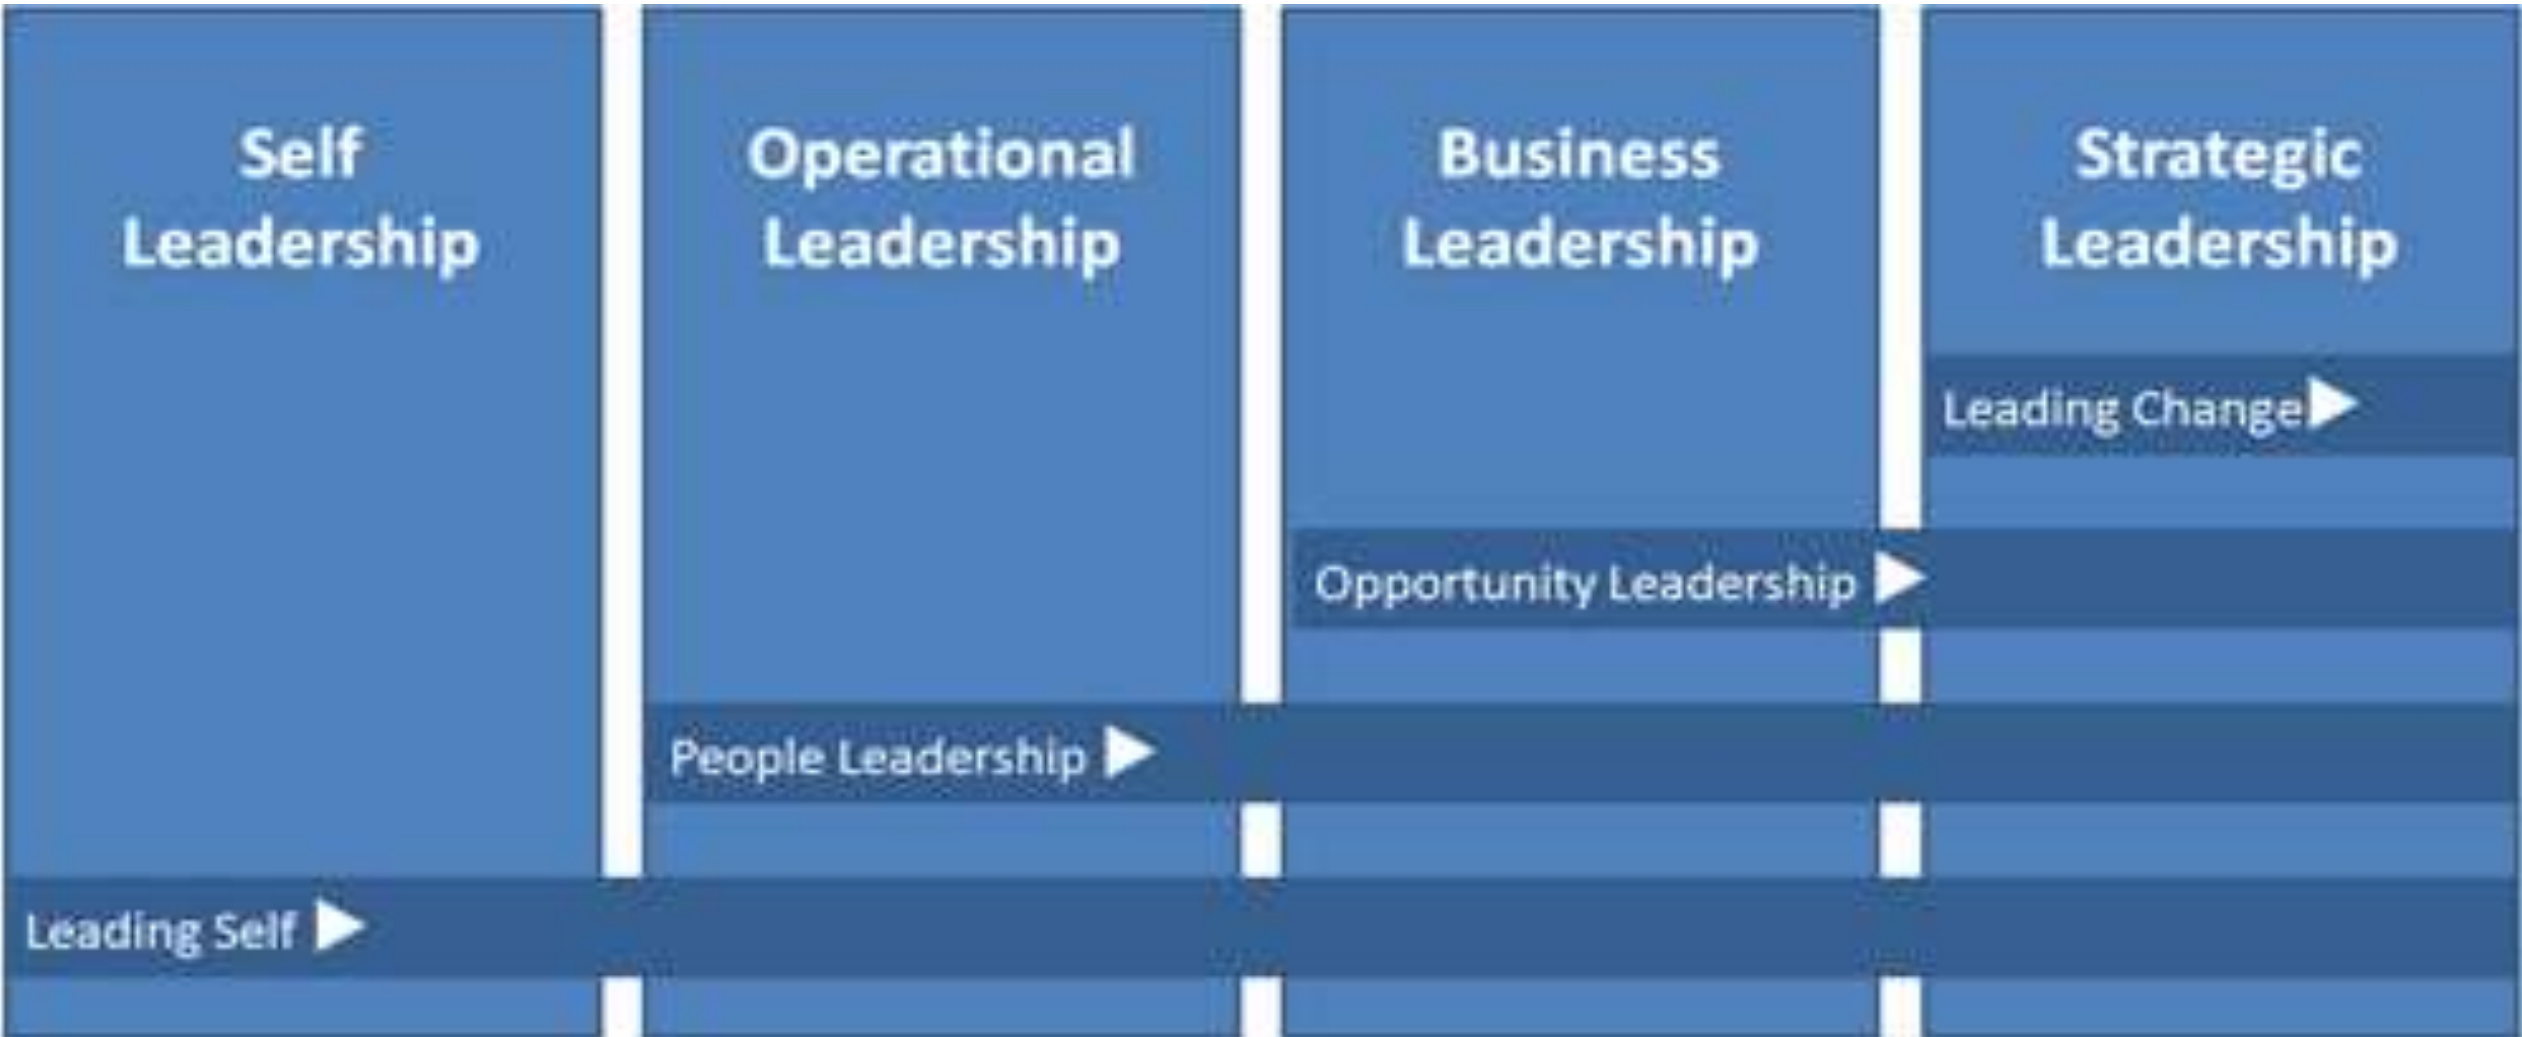 Self
Leadership
Operational
Leadership
Business
Leadership
Strategic
Leadership
Leading Change
Opportunity Leadership
People Leadership
Leading Self